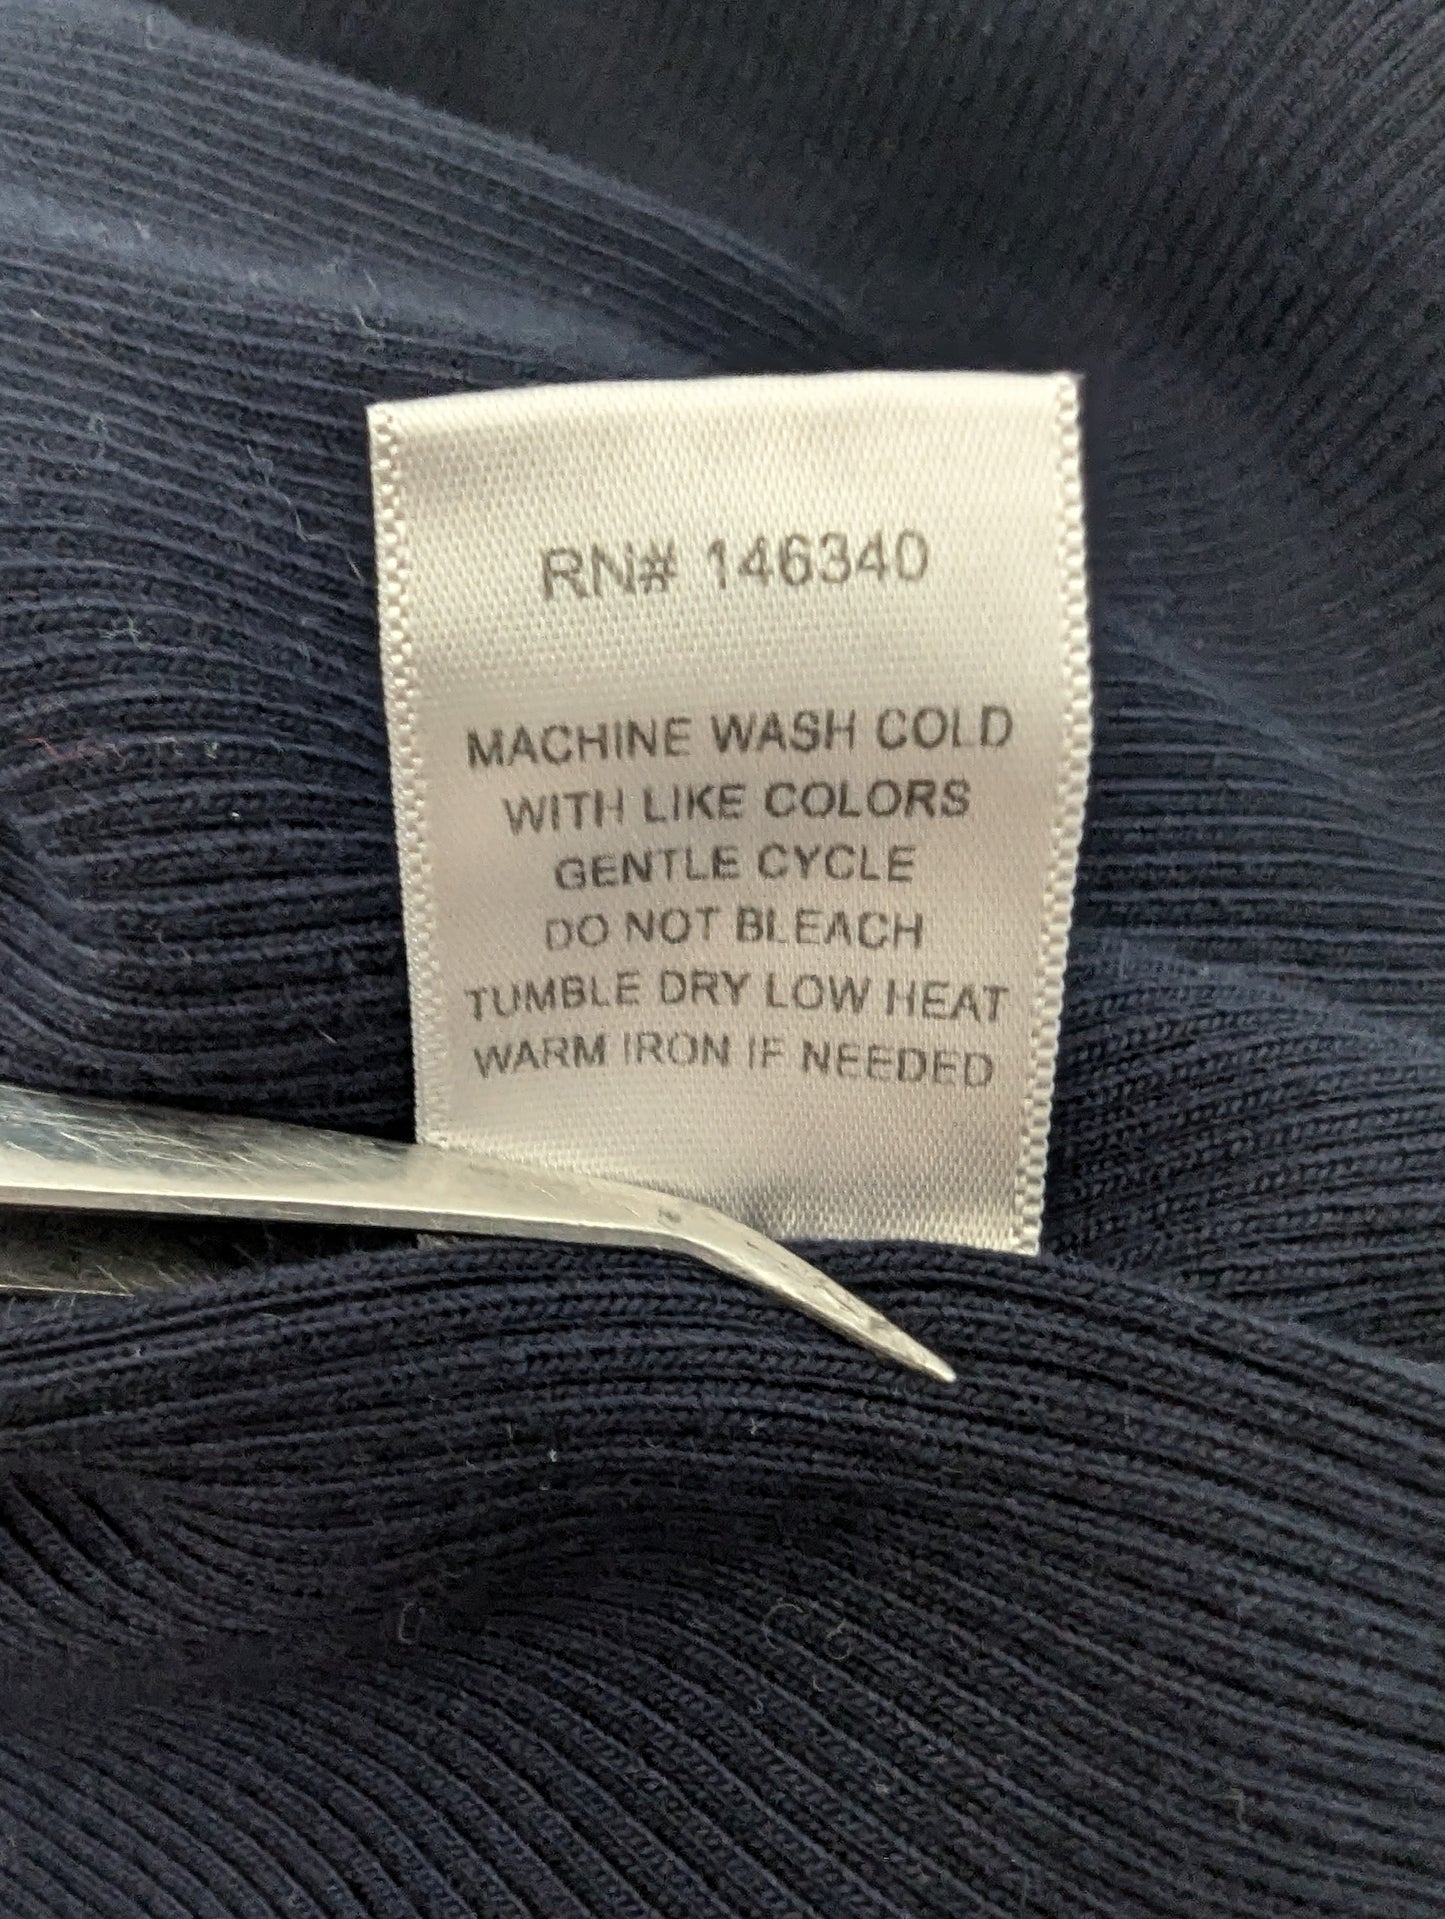 RN# 146340
MACHINE WASH COLD
WITH LIKE COLORS
GENTLE CYCLE
DO NOT BLEACH
TUMBLE DRY LOW HEAT
WARM IRON IF NEEDED